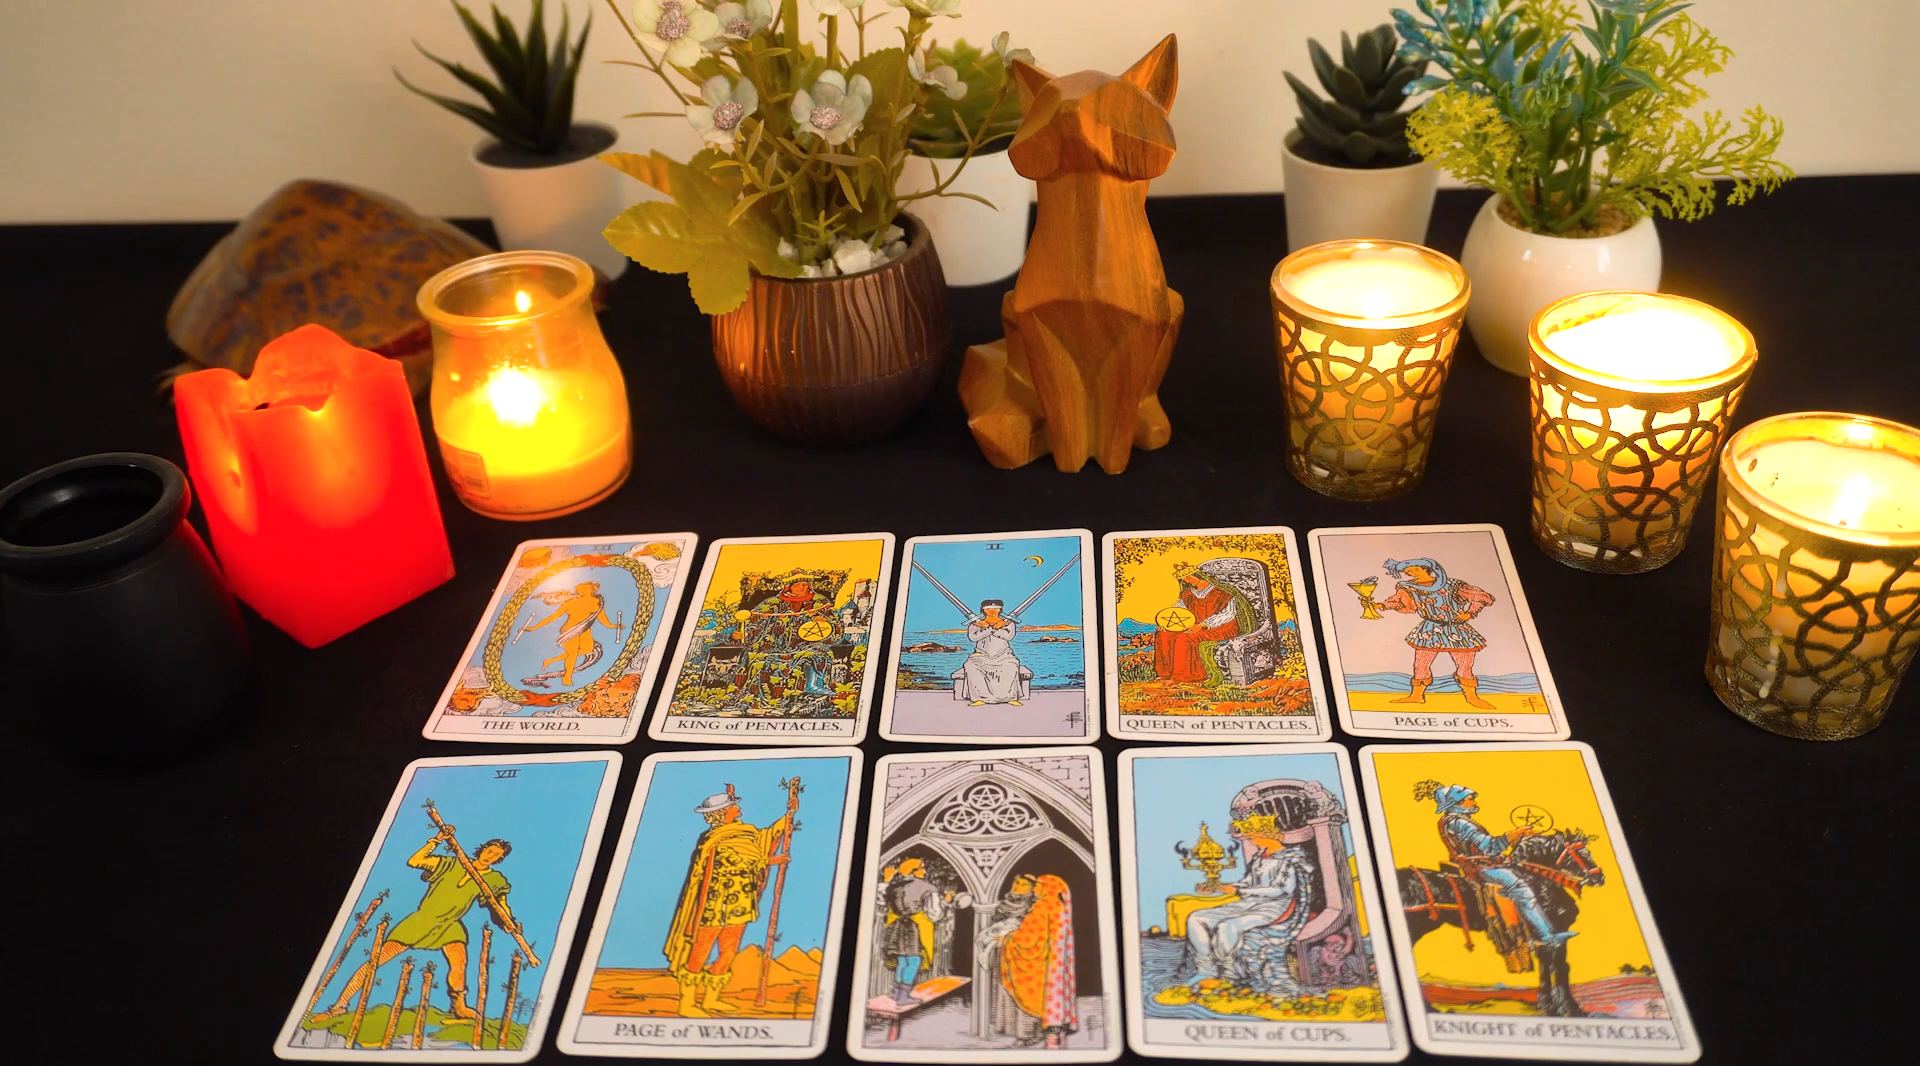 XXI
THE WORLD.
KING of PENTACLES.
II
QUEEN of PENTACLES.
PAGE of CUPS.
VII
PAGE of WANDS.
III
QUEEN of CUPS.
KNIGHT of PENTACLES.